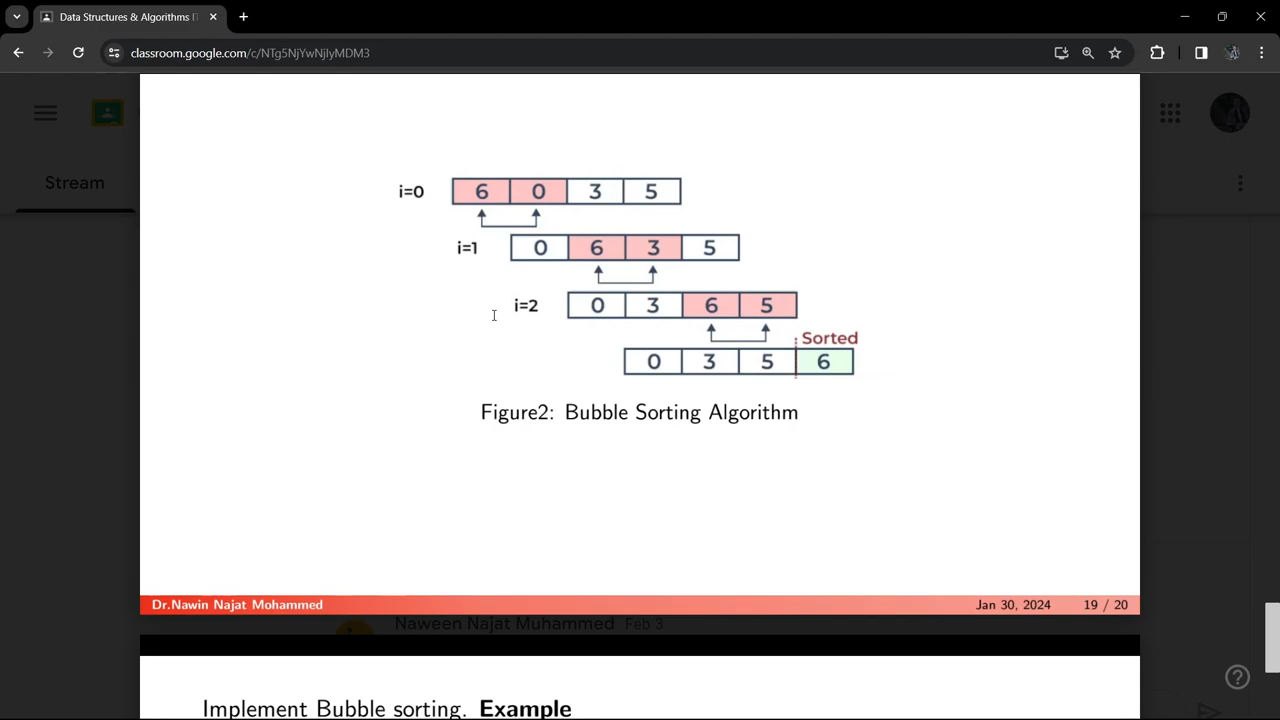 Data Structures & Algorithms
classroom.google.com/c/NTg5NjYwNjIyMDM3
Stream
i=0 6 0 3 5
i=1 0 6 3 5
i=2 0 3 6 5
Sorted
0 3 5 6
Figure2: Bubble Sorting Algorithm
Dr.Nawin Najat Mohammed Jan 30, 2024 19 / 20
Naween Najat Muhammed Feb 3
Implement Bubble sorting. Example